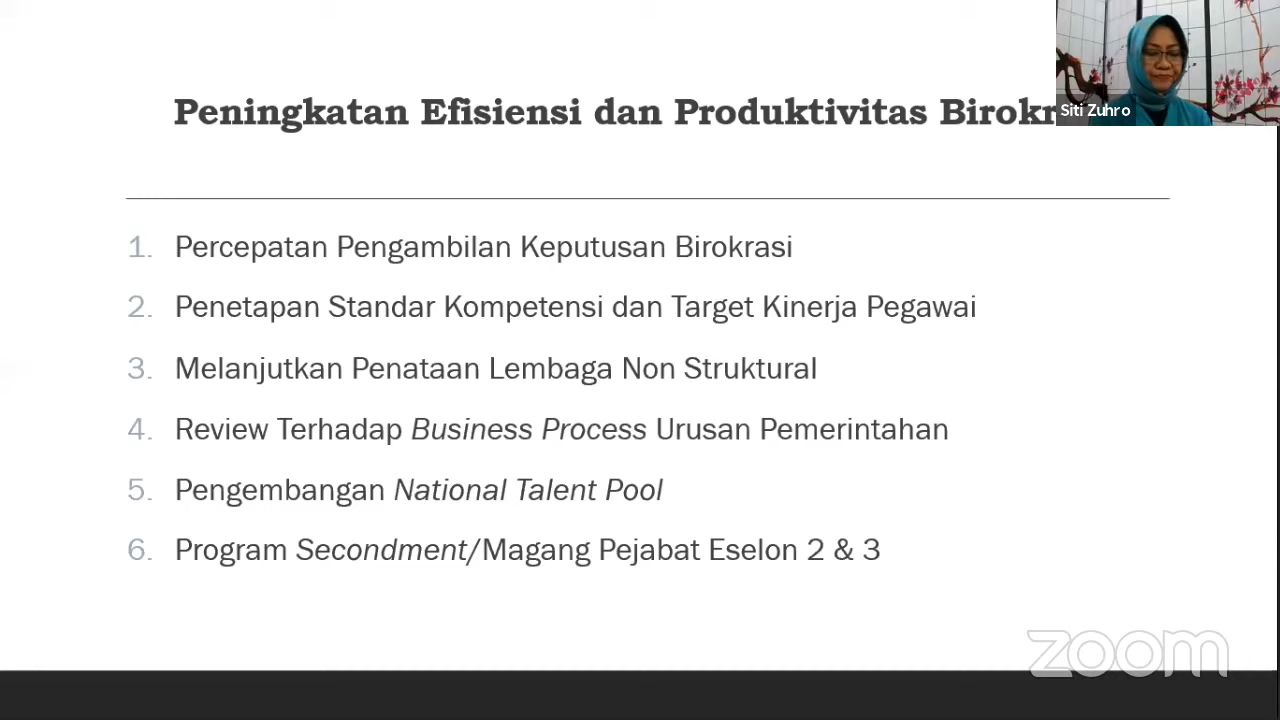 Peningkatan Efisiensi dan Produktivitas
Siti Zuhro
1. Percepatan Pengambilan Keputusan Birokrasi
2. Penetapan Standar Kompetensi dan Target Kinerja Pegawai
3. Melanjutkan Penataan Lembaga Non Struktural
4. Review Terhadap Business Process Urusan Pemerintahan
5. Pengembangan National Talent Pool
6. Program Secondment/Magang Pejabat Eselon 2 & 3
zoom